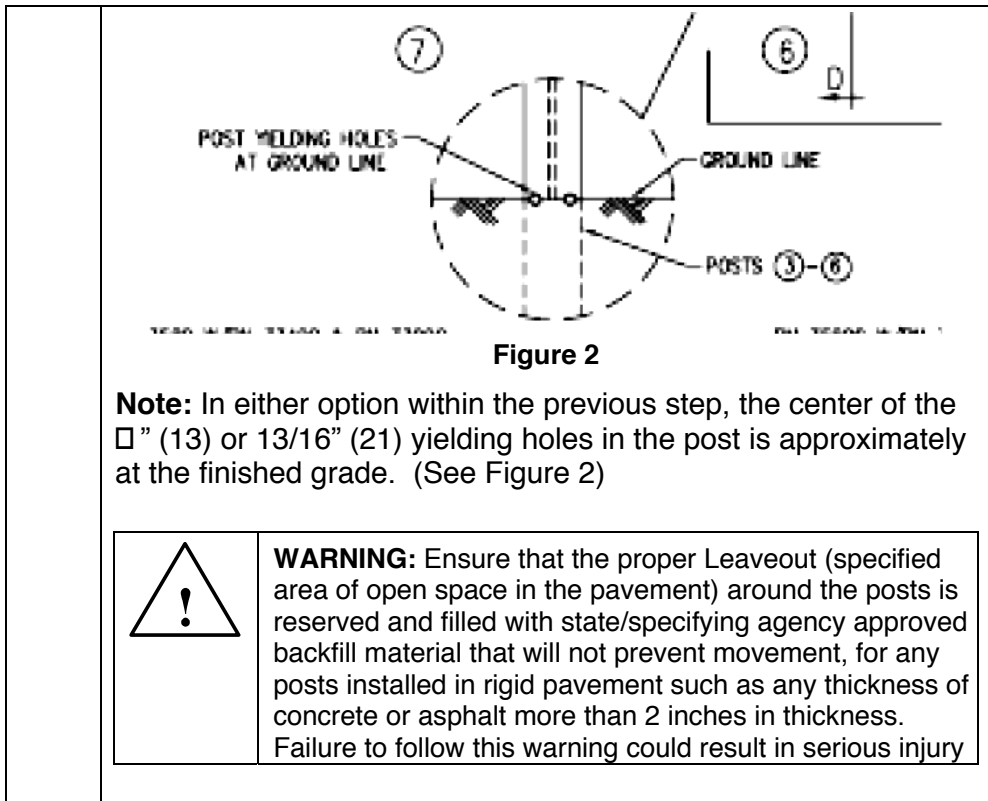 7
6
D
POST YIELDING HOLES
AT GROUND LINE
GROUND LINE
POSTS 3-6
Figure 2
Note: In either option within the previous step, the center of the
□” (13) or 13/16” (21) yielding holes in the post is approximately
at the finished grade.  (See Figure 2)
!
WARNING: Ensure that the proper Leaveout (specified
area of open space in the pavement) around the posts is
reserved and filled with state/specifying agency approved
backfill material that will not prevent movement, for any
posts installed in rigid pavement such as any thickness of
concrete or asphalt more than 2 inches in thickness.
Failure to follow this warning could result in serious injury